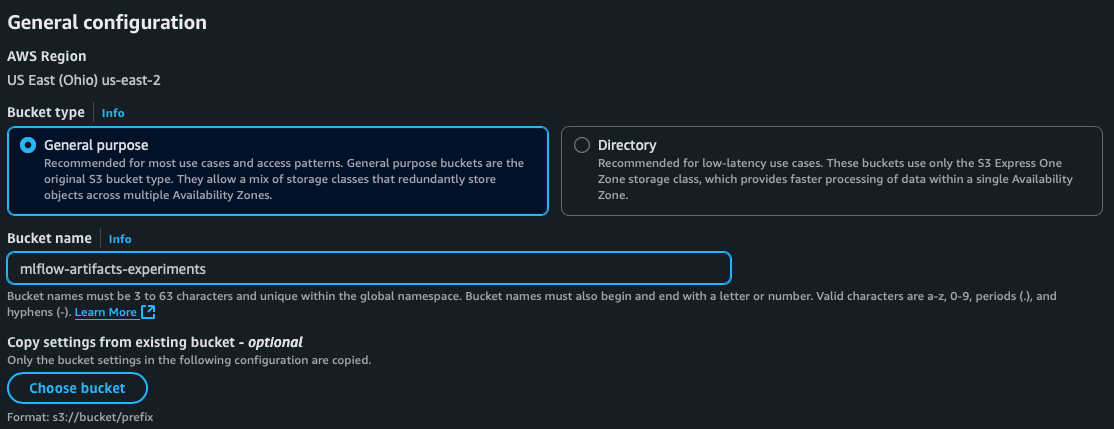 General configuration
AWS Region
US East (Ohio) us-east-2
Bucket type Info
General purpose
Recommended for most use cases and access patterns. General purpose buckets are the
original S3 bucket type. They allow a mix of storage classes that redundantly store
objects across multiple Availability Zones.
Directory
Recommended for low-latency use cases. These buckets use only the S3 Express One
Zone storage class, which provides faster processing of data within a single Availability
Zone.
Bucket name Info
mlflow-artifacts-experiments
Bucket names must be 3 to 63 characters and unique within the global namespace. Bucket names must also begin and end with a letter or number. Valid characters are a-z, 0-9, periods (.), and
hyphens (-). Learn More
Copy settings from existing bucket - optional
Only the bucket settings in the following configuration are copied.
Choose bucket
Format: s3://bucket/prefix